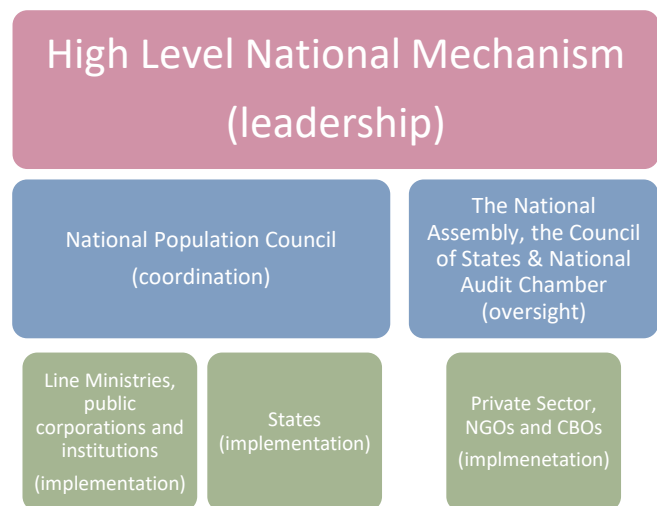 High Level National Mechanism
(leadership)
National Population Council
(coordination)
The National
Assembly, the Council
of States & National
Audit Chamber
(oversight)
Line Ministries,
public
corporations and
institutions
(implementation)
States
(implementation)
Private Sector,
NGOs and CBOs
(implmenetation)